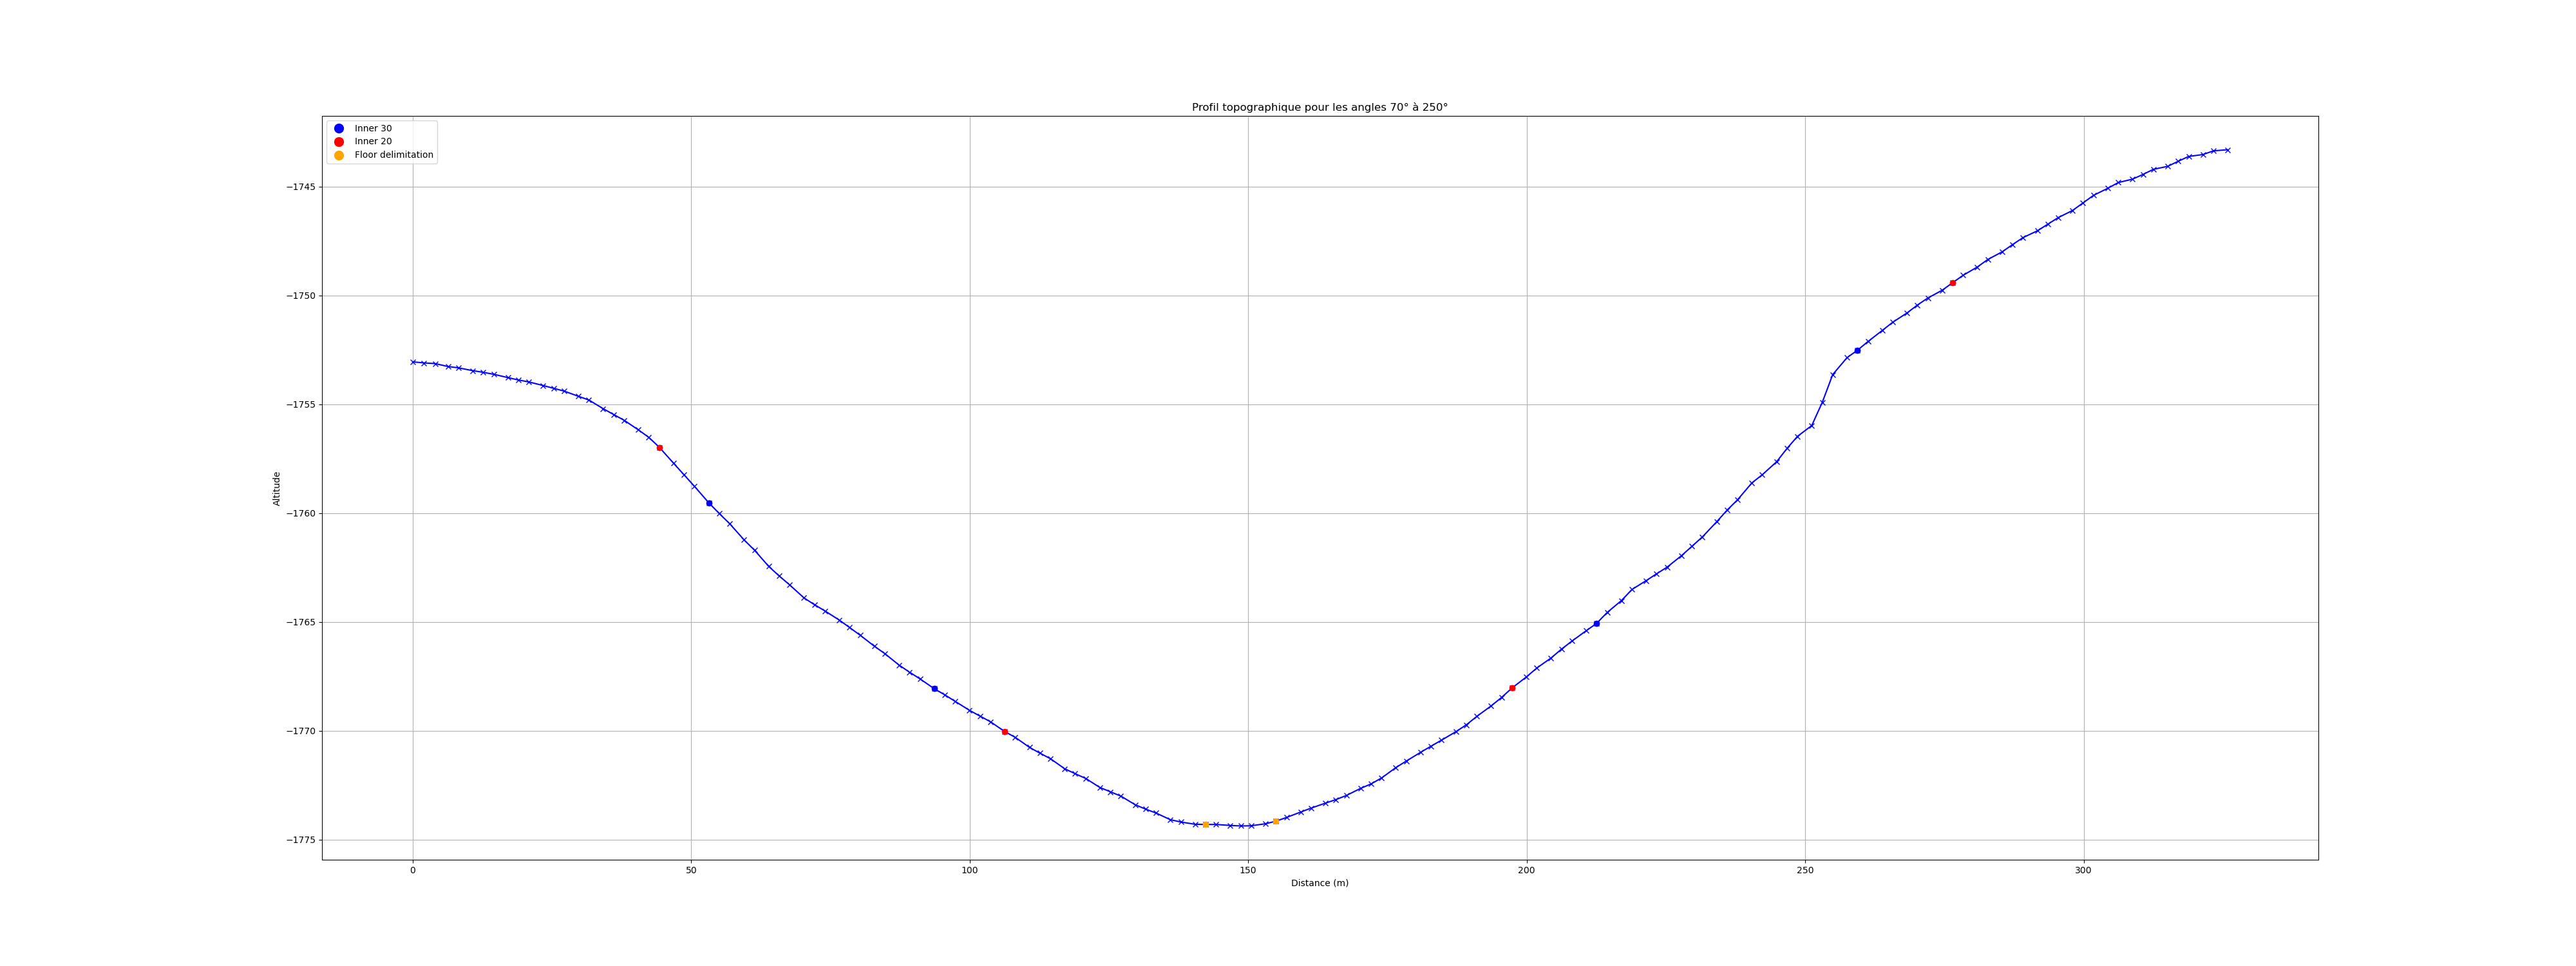 Profil topographique pour les angles 70° à 250°
Inner 30
Inner 20
Floor delimitation
−1745
−1750
−1755
−1760
−1765
−1770
−1775
Altitude
0 50 100 150 200 250 300
Distance (m)